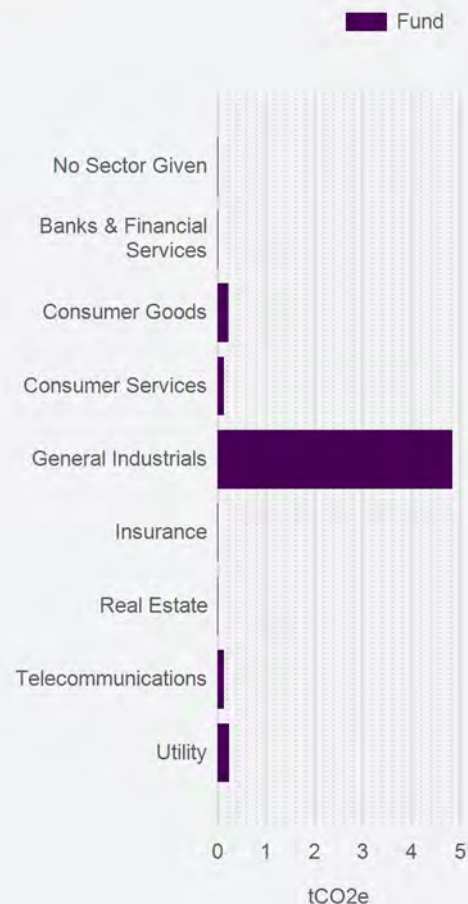 Fund
No Sector Given
Banks & Financial
Services
Consumer Goods
Consumer Services
General Industrials
Insurance
Real Estate
Telecommunications
Utility
0 1 2 3 4 5
tCO2e